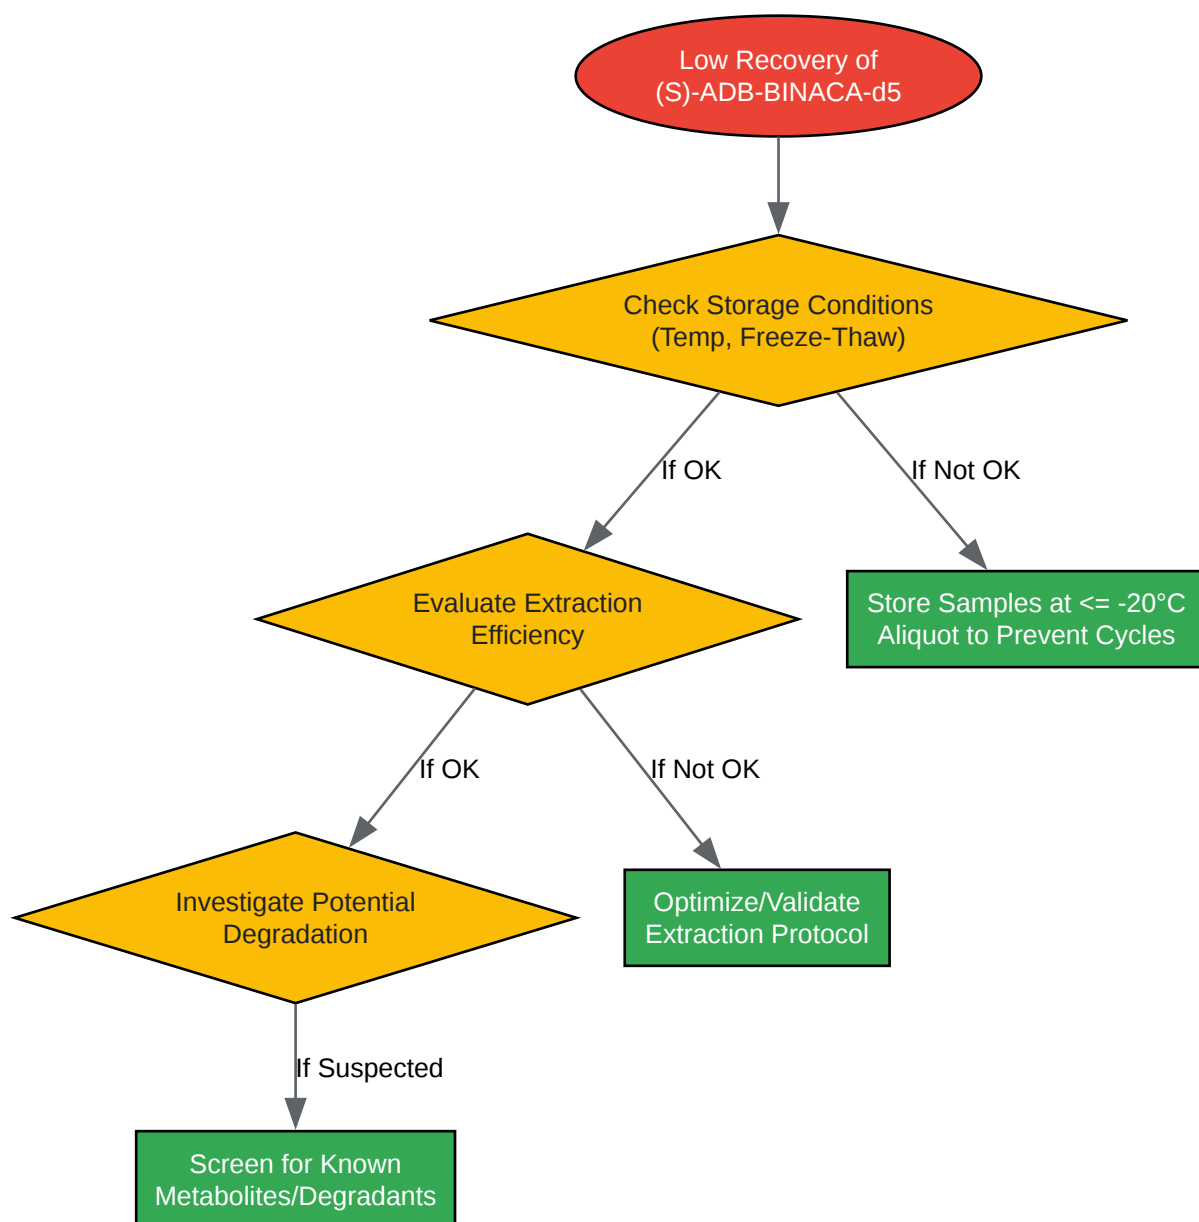 Low Recovery of
(S)-ADB-BINACA-d5
Check Storage Conditions
(Temp, Freeze-Thaw)
If OK
If Not OK
Evaluate Extraction
Efficiency
Store Samples at <= -20°C
Aliquot to Prevent Cycles
If OK
If Not OK
Investigate Potential
Degradation
Optimize/Validate
Extraction Protocol
If Suspected
Screen for Known
Metabolites/Degradants